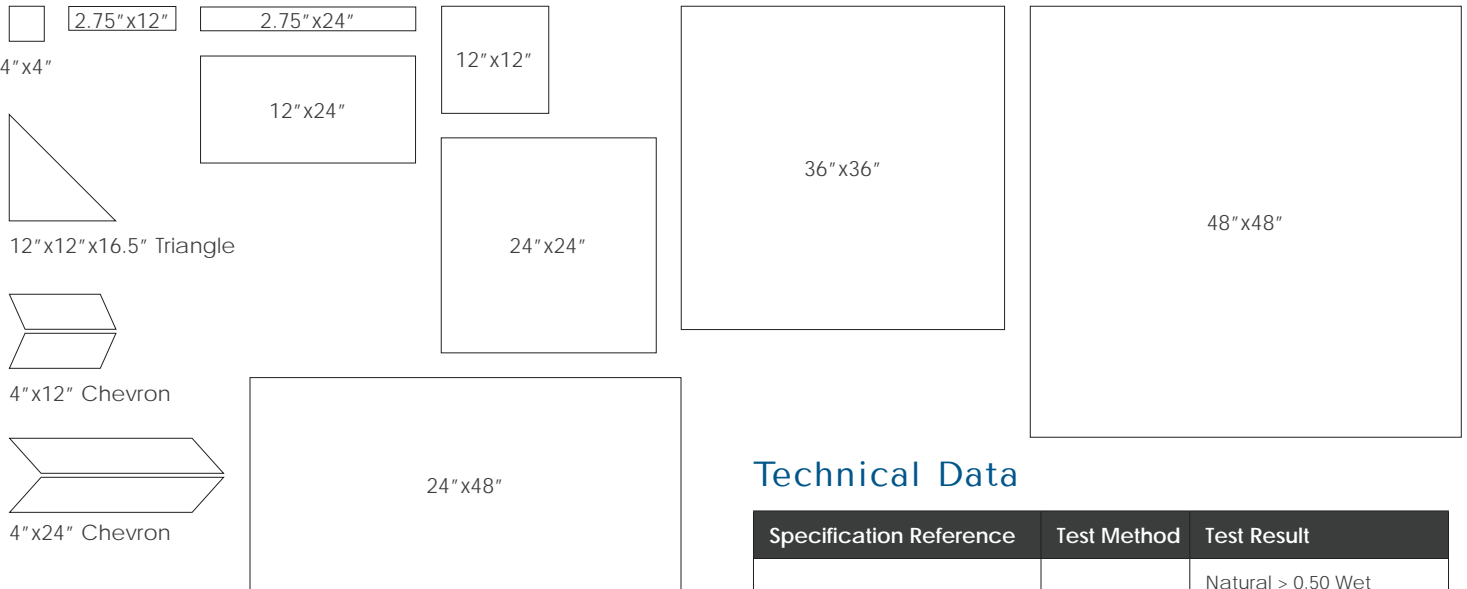 2.75"x12"
2.75"x24"
4"x4"
12"x12"
12"x24"
36"x36"
48"x48"
24"x24"
12"x12"x16.5" Triangle
4"x12" Chevron
24"x48"
4"x24" Chevron
Technical Data
Specification Reference Test Method Test Result
Natural > 0.50 Wet